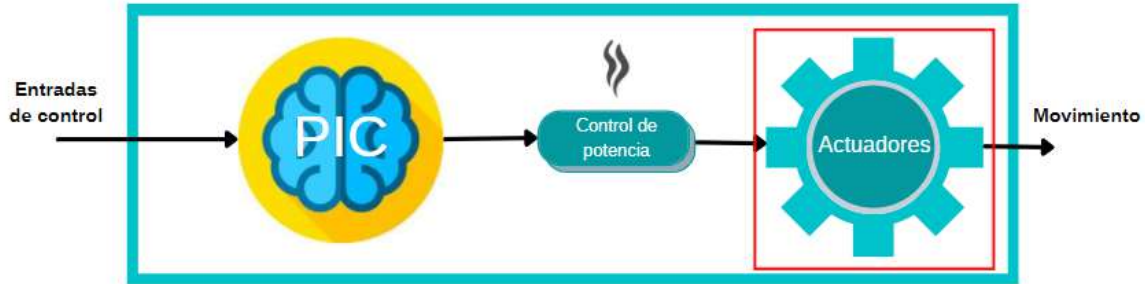 Entradas
de control
PIC
Control de
potencia
Actuadores
Movimiento